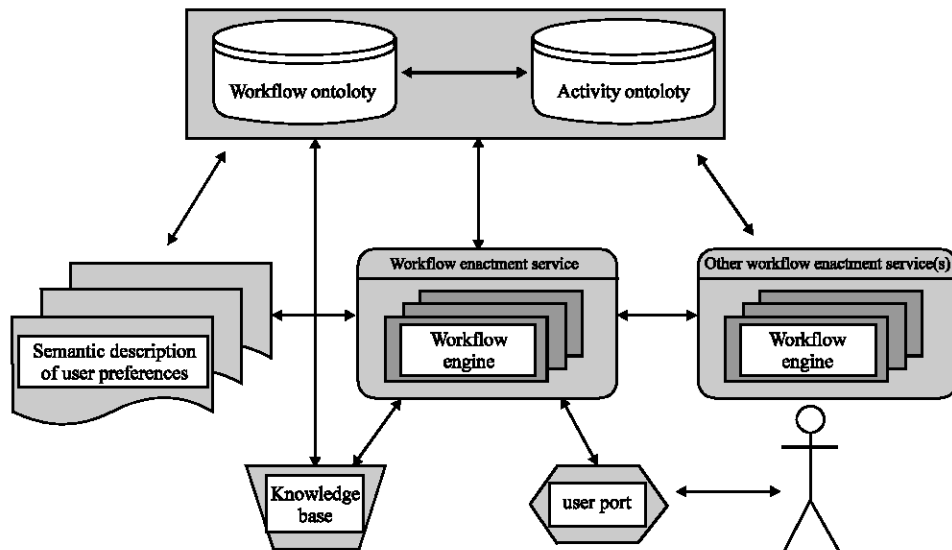 Workflow ontoloty
Activity ontoloty
Workflow enactment service
Other workflow enactment service(s)
Semantic description
of user preferences
Workflow
engine
Workflow
engine
Knowledge
base
user port